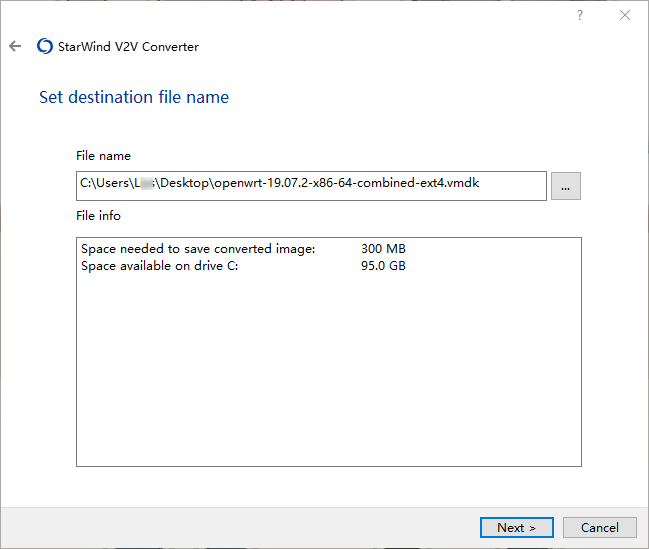 ?
StarWind V2V Converter
Set destination file name
File name
\Desktop\openwrt-19.07.2-x86-64-combined-ext4.vmdk
...
File info
Space needed to save converted image: 300 MB
Space available on drive C: 95.0 GB
Next > Cancel